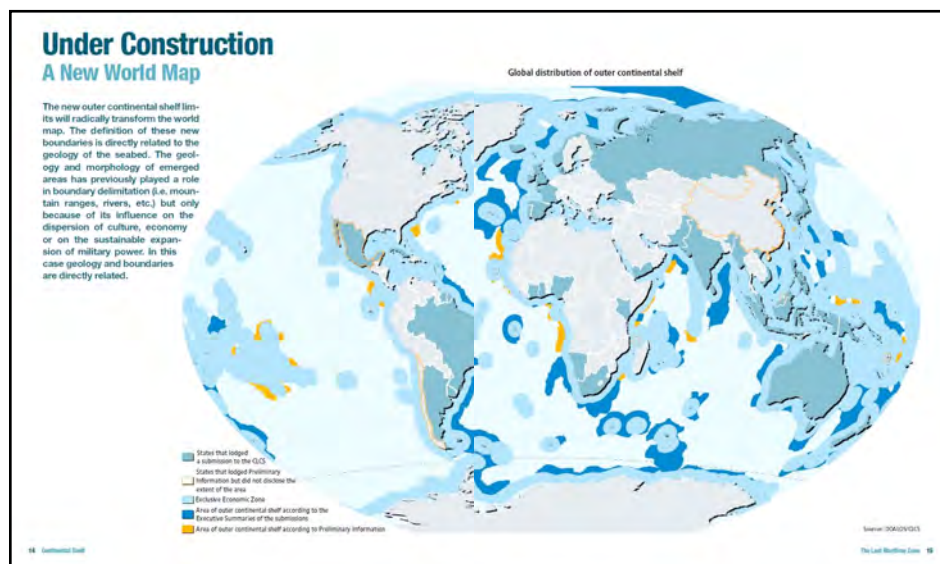 Under Construction
A New World Map
Global distribution of outer continental shelf
The new outer continental shelf lim-
its will radically transform the world
map. The definition of these new
boundaries is directly related to the
geology of the seabed. The geol-
ogy and morphology of emerged
areas has previously played a role
in boundary delimitation (i.e. moun-
tain ranges, rivers, etc.) but only
because of its influence on the
dispersion of culture, economy
or on the sustainable expan-
sion of military power. In this
case geology and boundaries
are directly related.
States that lodged
a submission to the CLCS
States that lodged Preliminary
Information but did not disclose the
extent of the area
Exclusive Economic Zone
Area of outer continental shelf according to the
Executive Summaries of the submissions
Area of outer continental shelf according to Preliminary Information
Source: DOALOS/CLCS
14 Continental Shelf
The Last Maritime Zone 15